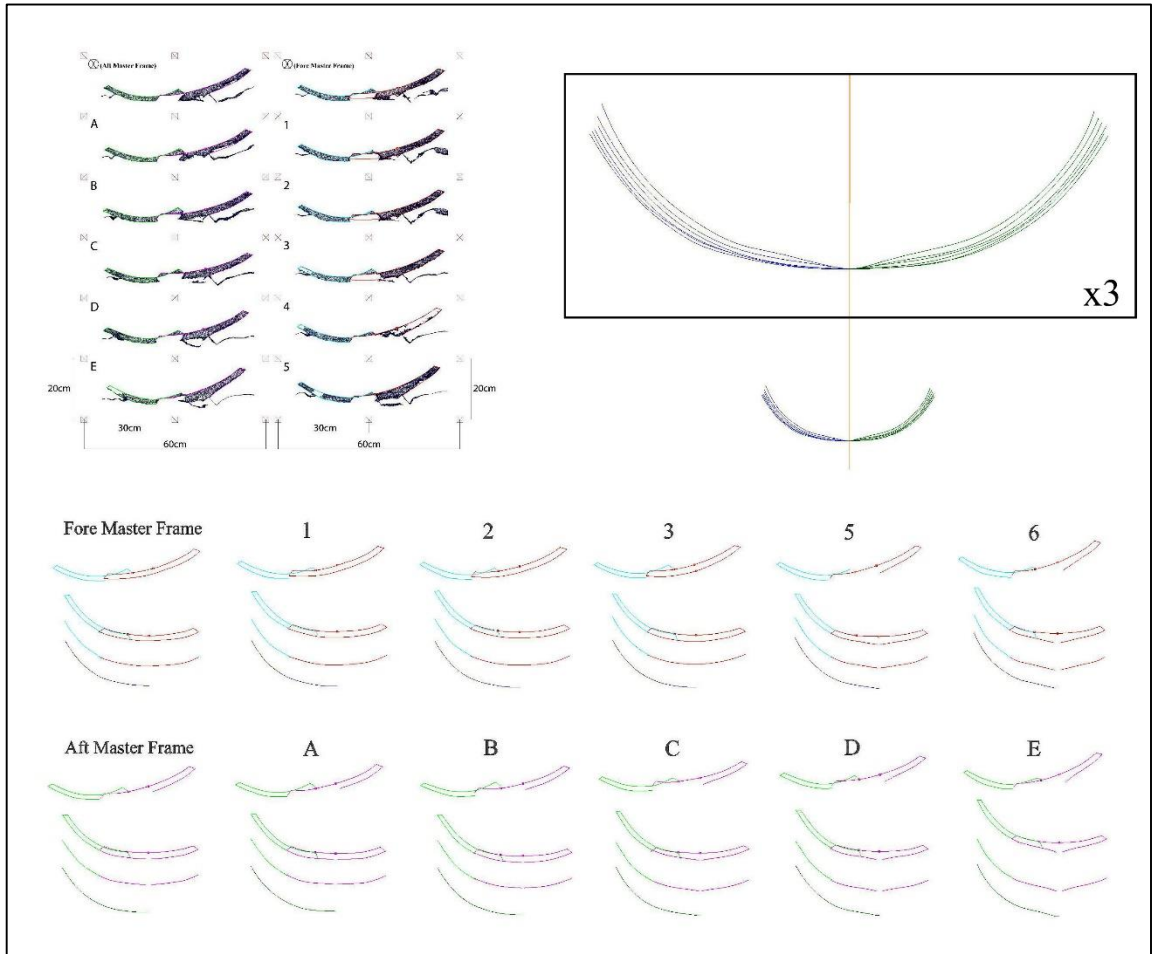 X (Aft Master Frame)
X (Fore Master Frame)
A
1
B
2
C
3
D
4
E
5
20cm
20cm
30cm
30cm
60cm
60cm
x3
Fore Master Frame
1
2
3
5
6
Aft Master Frame
A
B
C
D
E